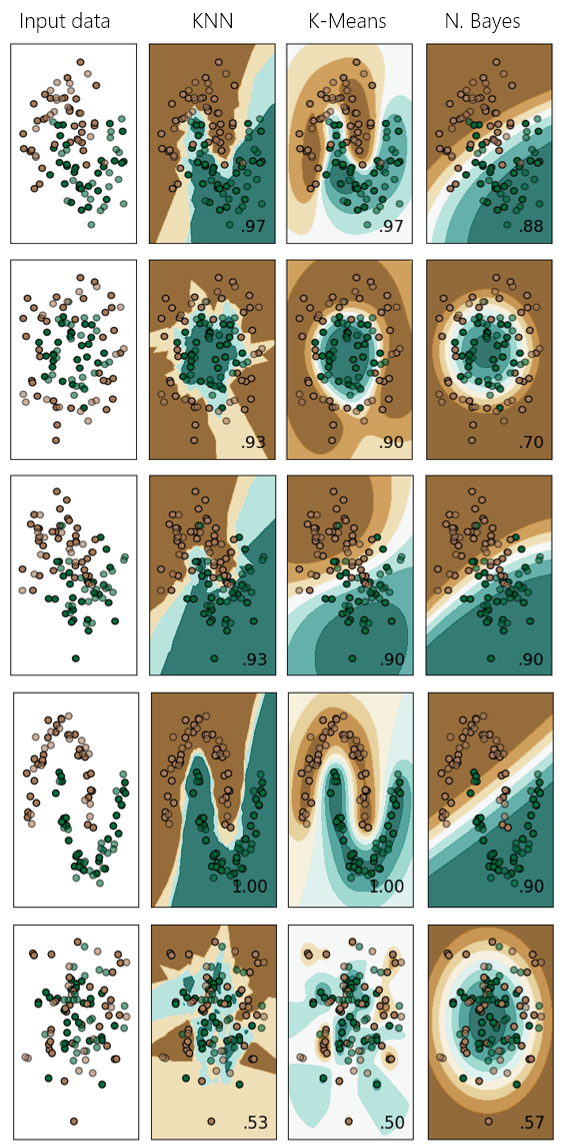 Input data KNN K-Means N. Bayes
.97 .97 .88
.93 .90 .70
.93 .90 .90
1.00 1.00 .90
.53 .50 .57